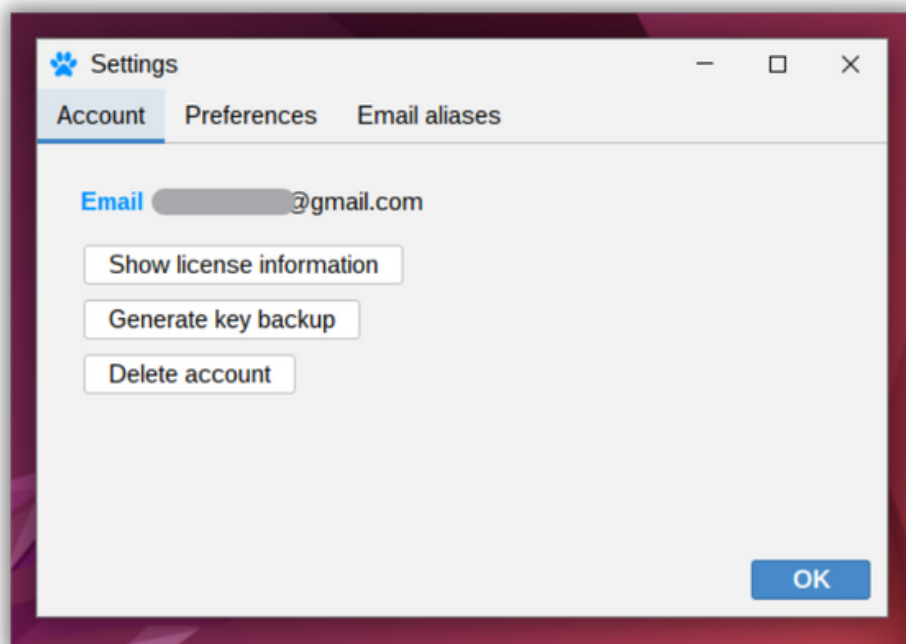 Settings
Account Preferences Email aliases
Email @gmail.com
Show license information
Generate key backup
Delete account
OK